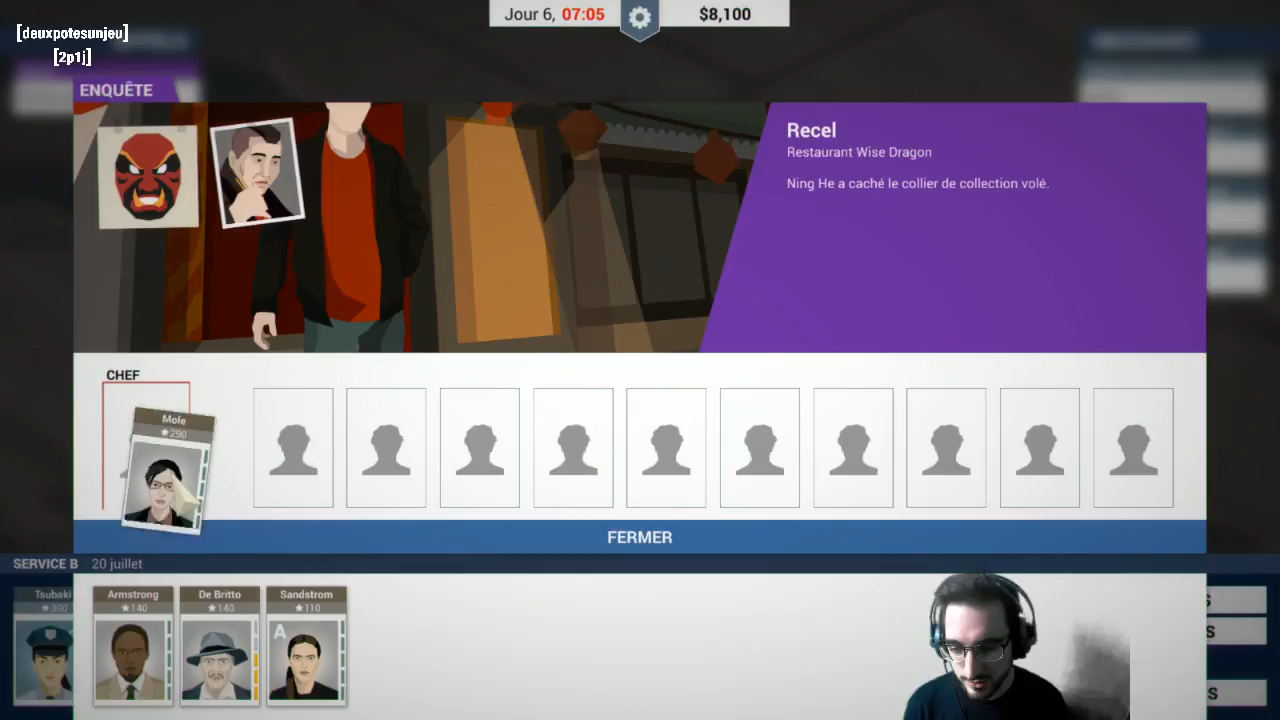 [deuxpotesunjeu]
[2p1j]
Jour 6, 07:05
$8,100
ENQUÊTE
Recel
Restaurant Wise Dragon
Ning He a caché le collier de collection volé.
CHEF
Mole
★290
FERMER
SERVICE B 20 juillet
Tsubaki
★300
Armstrong
★140
De Britto
★140
Sandstrom
★110
A
S
S
S